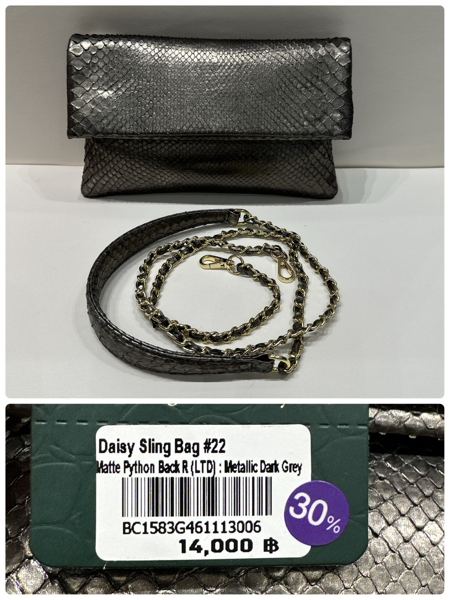 Daisy Sling Bag #22
Matte Python Back R (LTD) : Metallic Dark Grey
BC1583G461113006
14,000 ฿
30%